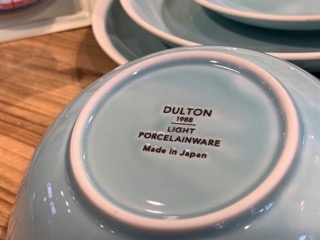 DULTON
1988
LIGHT
PORCELAINWARE
Made in Japan